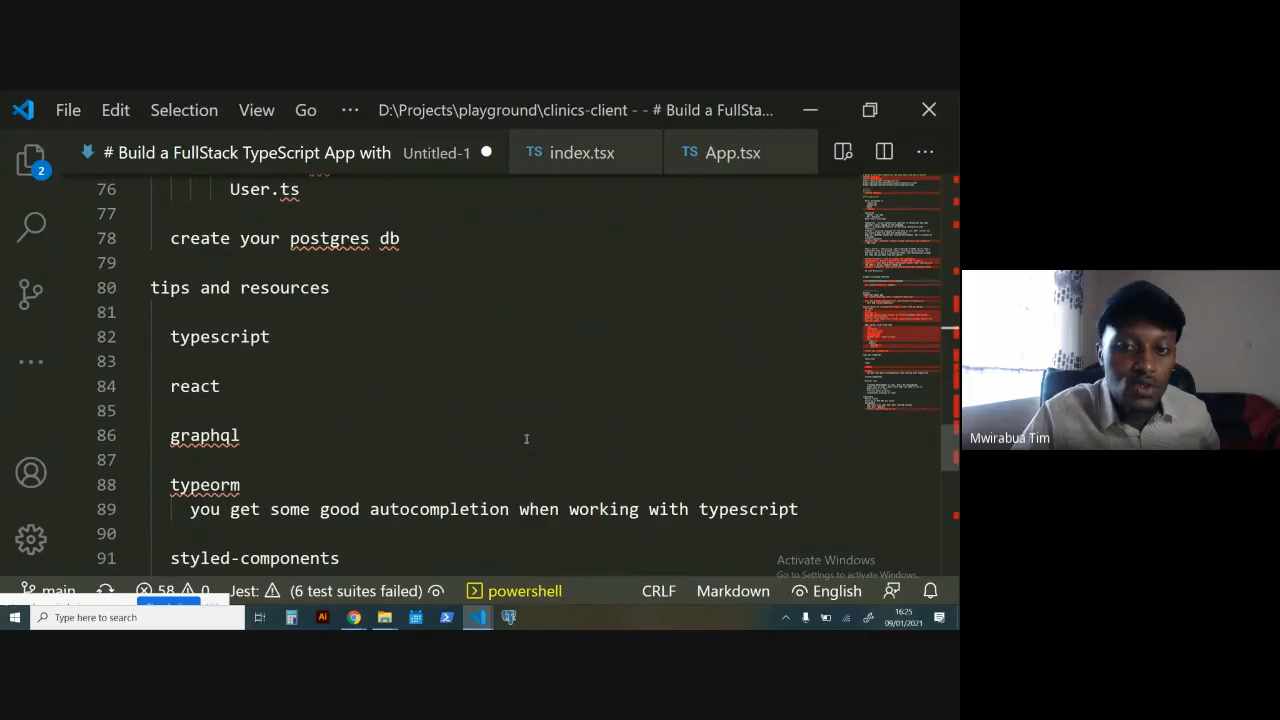 File Edit Selection View Go ··· D:\Projects\playground\clinics-client - - # Build a FullSta...
# Build a FullStack TypeScript App with Untitled-1 TS index.tsx TS App.tsx
2
76 User.ts
77
78 create your postgres db
79
80 tips and resources
81
82 typescript
83
84 react
85
86 graphql
87
88 typeorm
89 you get some good autocompletion when working with typescript
90
91 styled-components
Activate Windows
Go to Settings to activate Windows.
main 58 0 Jest: (6 test suites failed) powershell CRLF Markdown English
Type here to search
Ai
16:25
09/01/2021
Mwirabua Tim